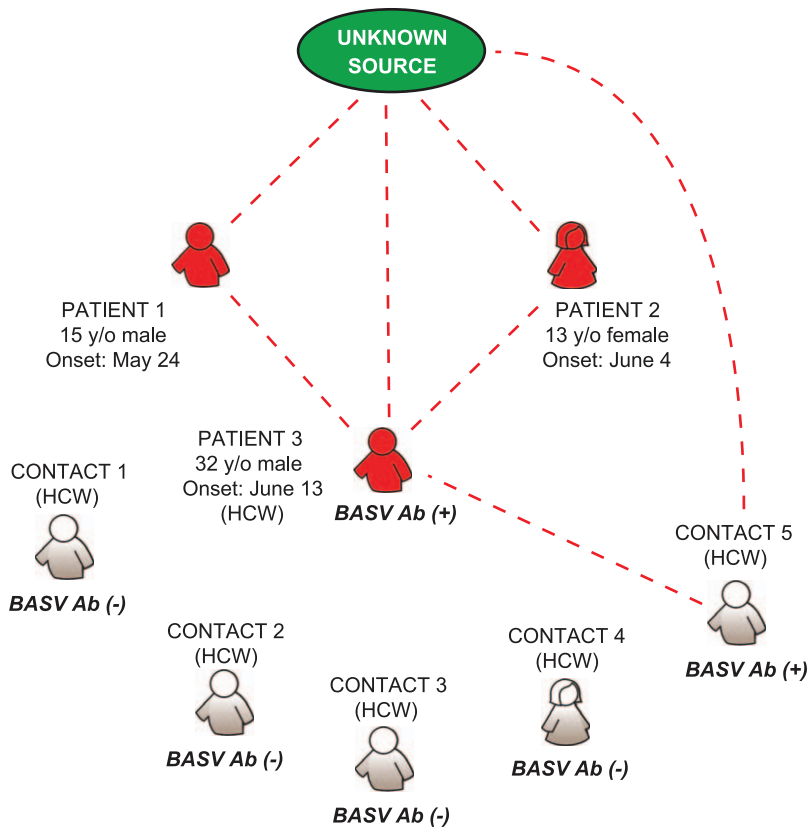 UNKNOWN
SOURCE
PATIENT 1
15 y/o male
Onset: May 24
PATIENT 2
13 y/o female
Onset: June 4
PATIENT 3
32 y/o male
Onset: June 13
(HCW)
BASV Ab (+)
CONTACT 1
(HCW)
BASV Ab (-)
CONTACT 2
(HCW)
BASV Ab (-)
CONTACT 3
(HCW)
BASV Ab (-)
CONTACT 4
(HCW)
BASV Ab (-)
CONTACT 5
(HCW)
BASV Ab (+)